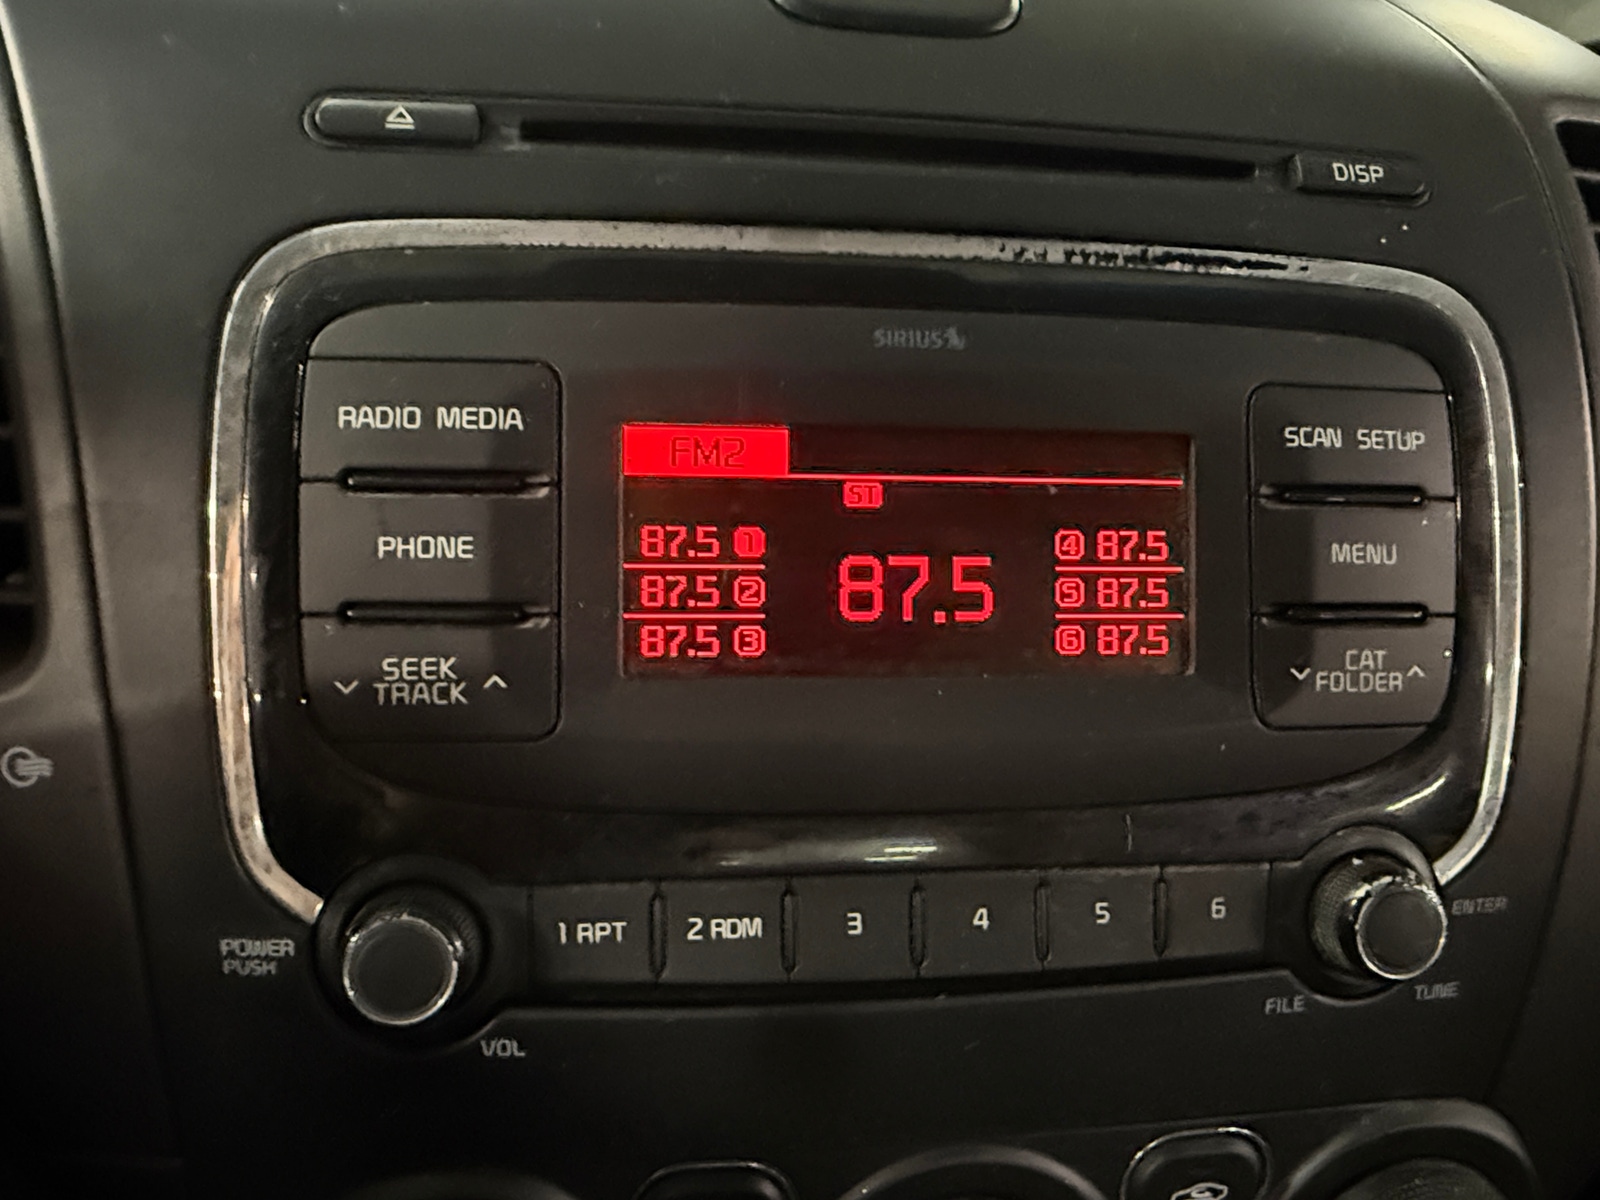 DISP
SIRIUS
RADIO MEDIA
SCAN SETUP
FM2
ST
PHONE
MENU
87.5 1
87.5 2
87.5 3
87.5
4 87.5
5 87.5
6 87.5
SEEK
TRACK
CAT
FOLDER
1 RPT
2 RDM
3
4
5
6
POWER
PUSH
VOL
ENTER
TUNE
FILE